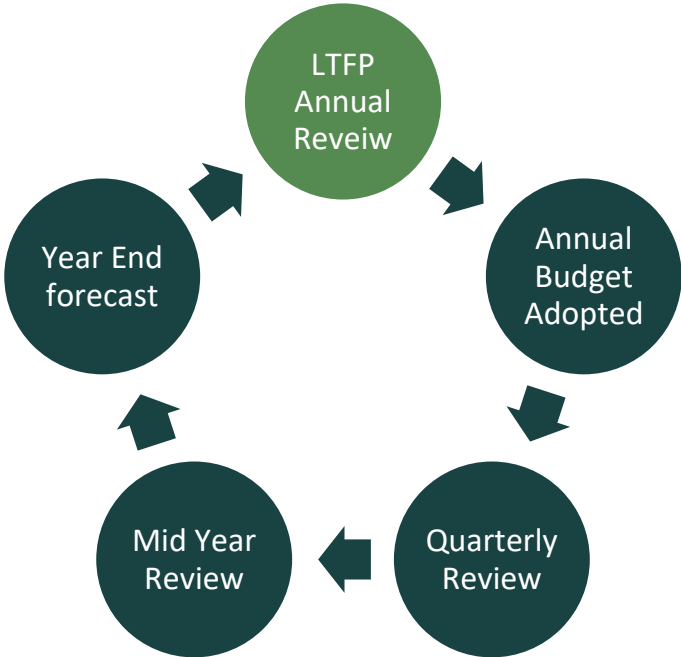 LTFP
Annual
Reveiw
Annual
Budget
Adopted
Quarterly
Review
Mid Year
Review
Year End
forecast